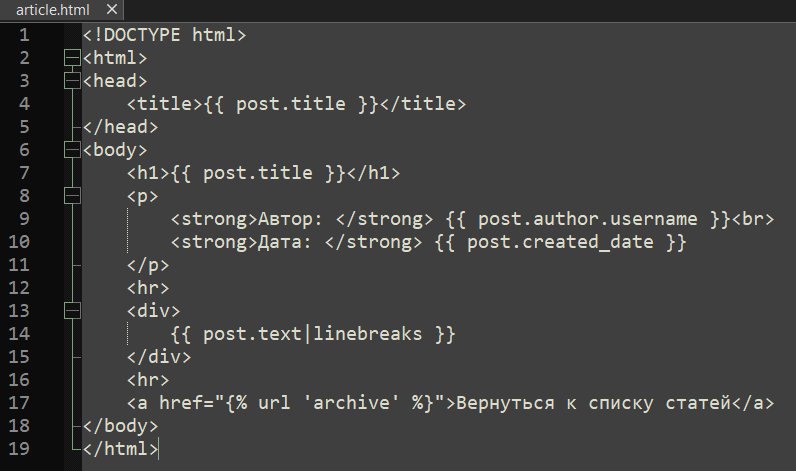 article.html ×
1 <!DOCTYPE html>
2 <html>
3 <head>
4     <title>{{ post.title }}</title>
5 </head>
6 <body>
7     <h1>{{ post.title }}</h1>
8     <p>
9         <strong>Автор: </strong> {{ post.author.username }}<br>
10         <strong>Дата: </strong> {{ post.created_date }}
11     </p>
12     <hr>
13     <div>
14         {{ post.text|linebreaks }}
15     </div>
16     <hr>
17     <a href="{% url 'archive' %}">Вернуться к списку статей</a>
18 </body>
19 </html>